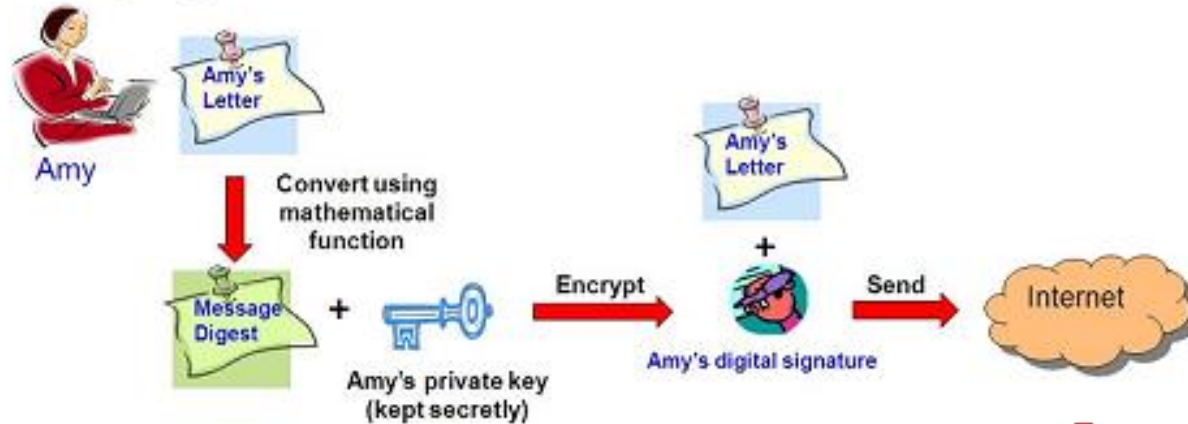 Amy's
Letter
Amy
Convert using
mathematical
function
Message
Digest
+
Amy's private key
(kept secretly)
Encrypt
Amy's
Letter
+
Amy's digital signature
Send
Internet